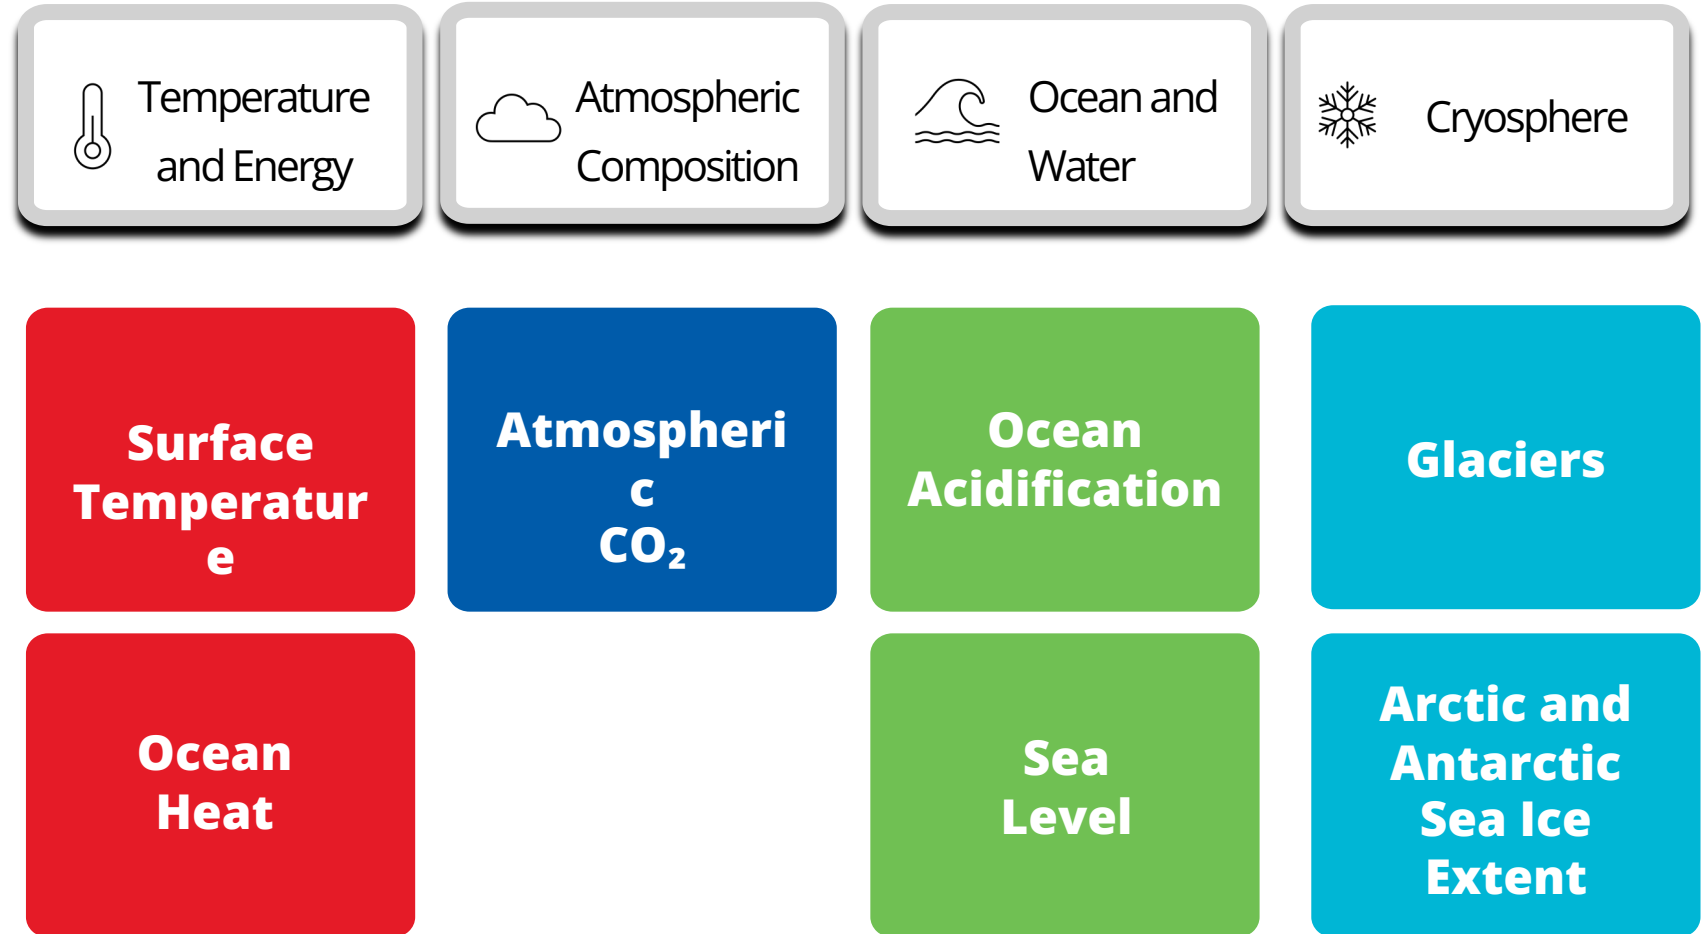 Temperature
and Energy
Atmospheric
Composition
Ocean and
Water
Cryosphere
Surface
Temperatur
e
Atmospheri
c
CO₂
Ocean
Acidification
Glaciers
Ocean
Heat
Sea
Level
Arctic and
Antarctic
Sea Ice
Extent